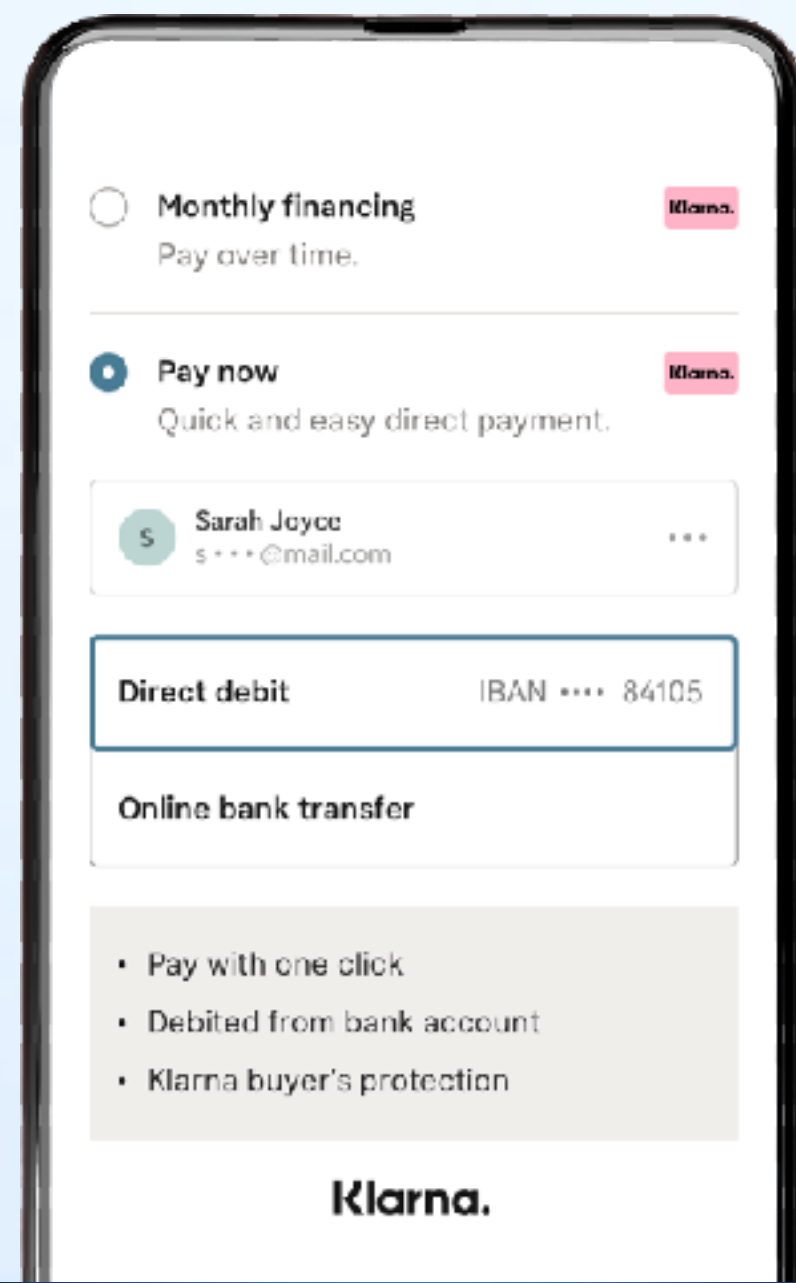 Monthly financing
Klarna.
Pay over time.
Pay now
Klarna.
Quick and easy direct payment.
S
Sarah Joyce
s•••@mail.com
•••
Direct debit
IBAN •••• 84105
Online bank transfer
• Pay with one click
• Debited from bank account
• Klarna buyer's protection
Klarna.